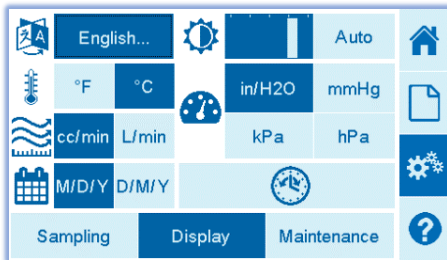 English... Auto
°F °C in/H2O mmHg
cc/min L/min kPa hPa
M/D/Y D/M/Y
Sampling Display Maintenance